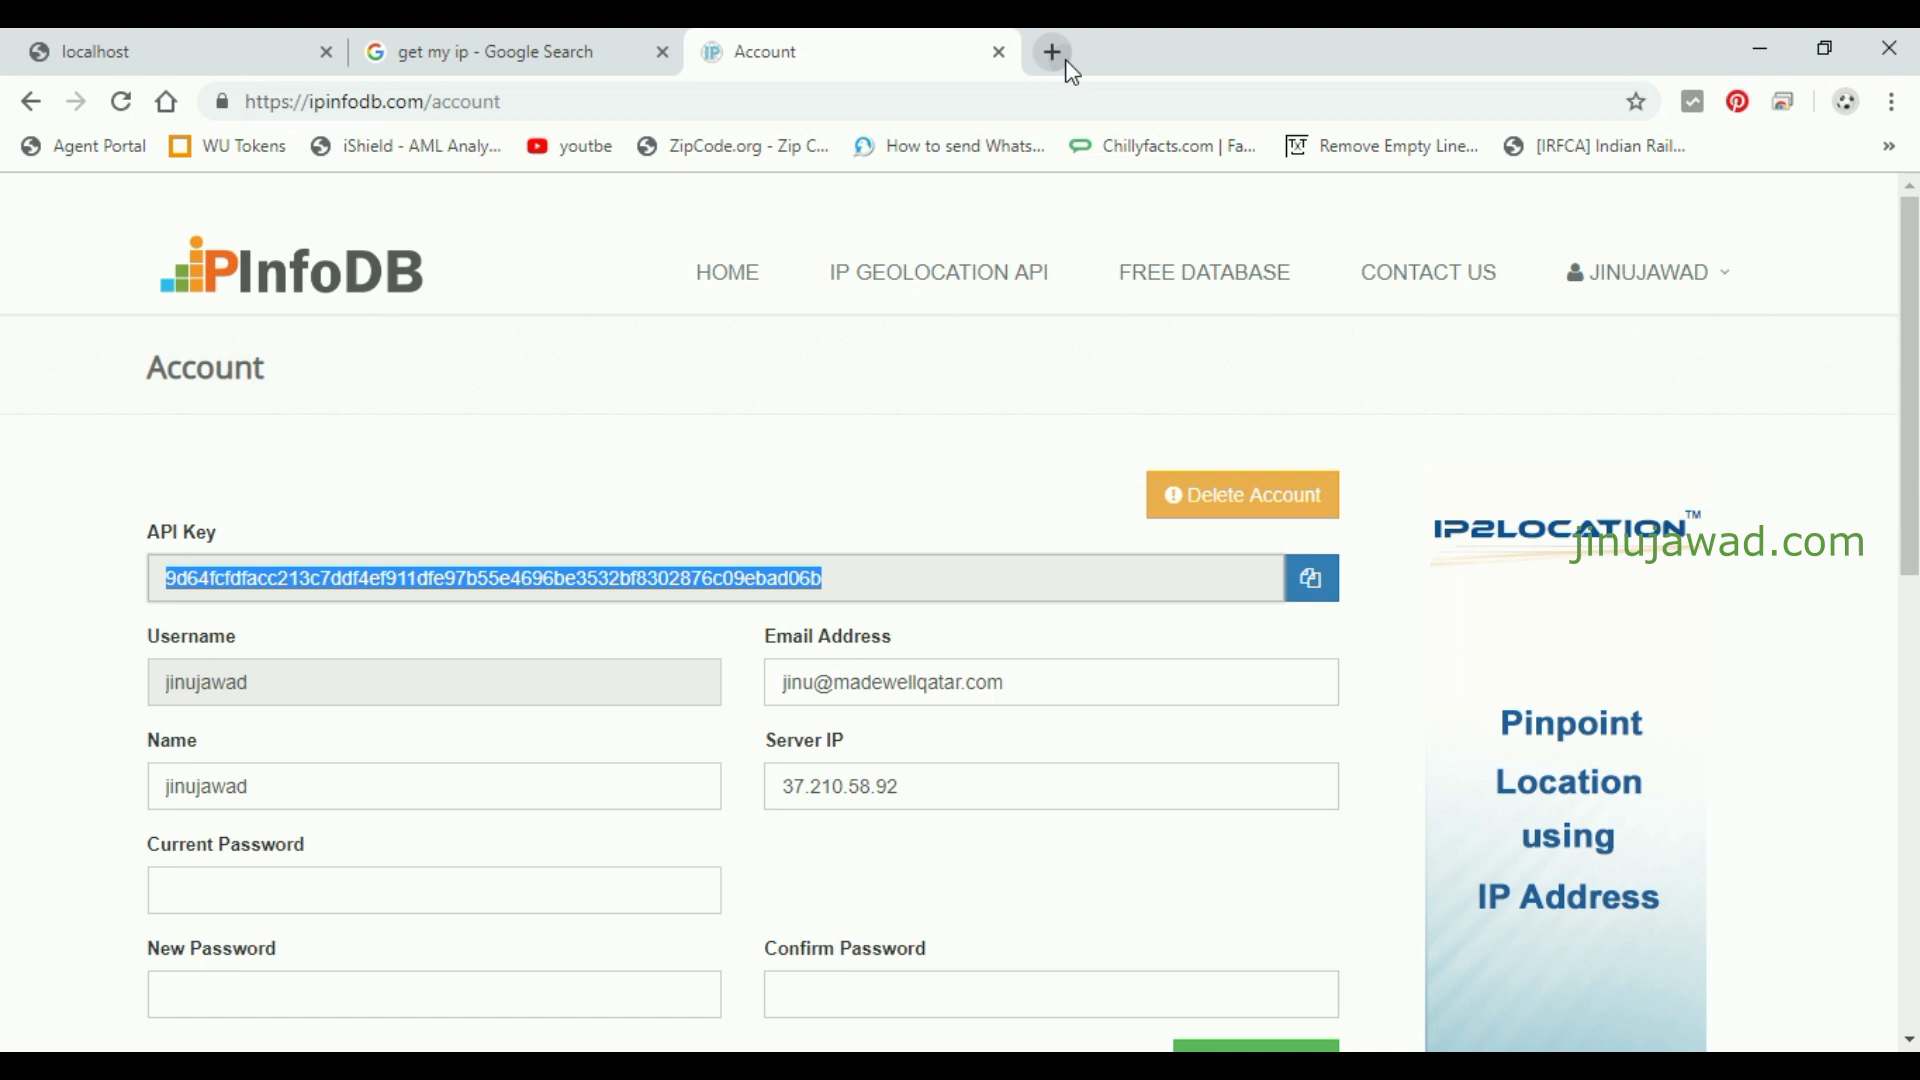 localhost
get my ip - Google Search
Account
https://ipinfodb.com/account
Agent Portal
WU Tokens
iShield - AML Analy...
youtbe
ZipCode.org - Zip C...
How to send Whats...
Chillyfacts.com | Fa...
Remove Empty Line...
[IRFCA] Indian Rail...
»
iPInfoDB
HOME
IP GEOLOCATION API
FREE DATABASE
CONTACT US
JINUJAWAD
Account
Delete Account
API Key
9d64fcfdfacc213c7ddf4ef911dfe97b55e4696be3532bf8302876c09ebad06b
IP2LOCATION™
jinujawad.com
Username
Email Address
jinujawad
jinu@madewellqatar.com
Name
Server IP
jinujawad
37.210.58.92
Current Password
New Password
Confirm Password
Pinpoint
Location
using
IP Address